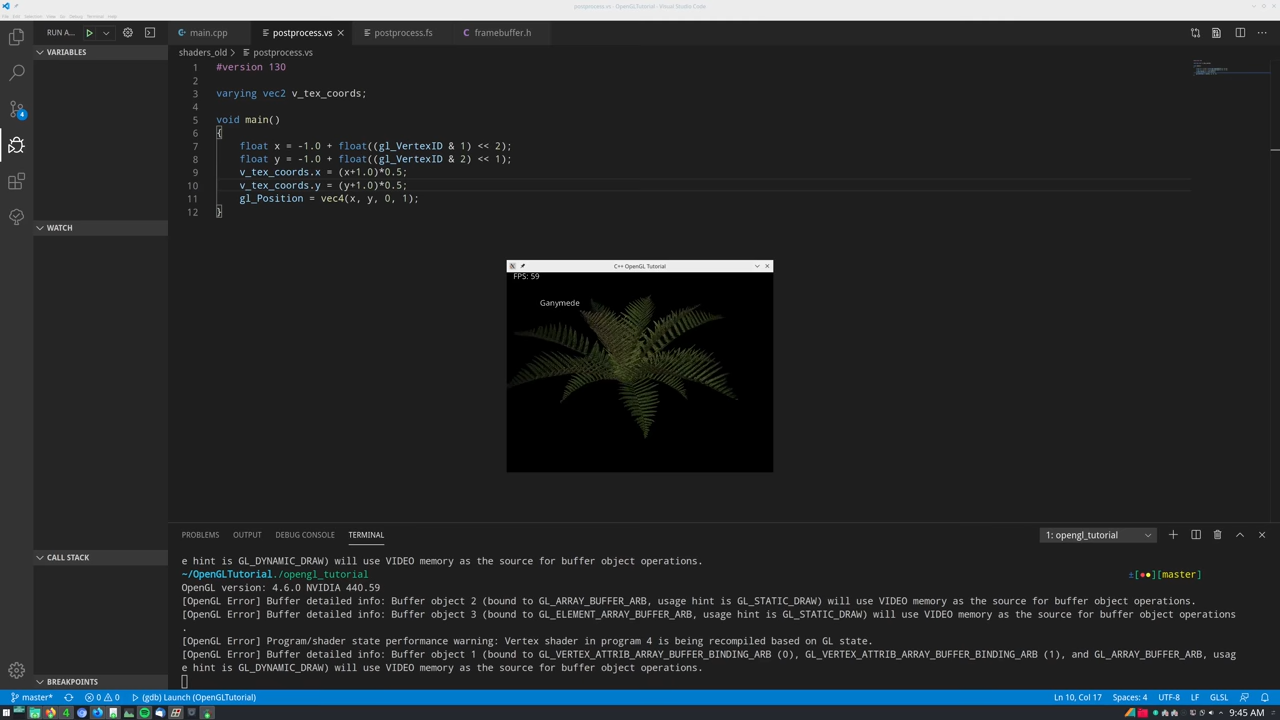 postprocess.vs - OpenGLTutorial - Visual Studio Code
File Edit Selection View Go Debug Terminal Help
RUN A...
main.cpp
postprocess.vs
postprocess.fs
framebuffer.h
VARIABLES
shaders_old > postprocess.vs
1 #version 130
2
3 varying vec2 v_tex_coords;
4
5 void main()
6 {
7 float x = -1.0 + float((gl_VertexID & 1) << 2);
8 float y = -1.0 + float((gl_VertexID & 2) << 1);
9 v_tex_coords.x = (x+1.0)*0.5;
10 v_tex_coords.y = (y+1.0)*0.5;
11 gl_Position = vec4(x, y, 0, 1);
12 }
4
WATCH
C++ OpenGL Tutorial
FPS: 59
Ganymede
PROBLEMS OUTPUT DEBUG CONSOLE TERMINAL
1: opengl_tutorial
CALL STACK
e hint is GL_DYNAMIC_DRAW) will use VIDEO memory as the source for buffer object operations.
~/OpenGLTutorial./opengl_tutorial ±[●●][master]
OpenGL version: 4.6.0 NVIDIA 440.59
[OpenGL Error] Buffer detailed info: Buffer object 2 (bound to GL_ARRAY_BUFFER_ARB, usage hint is GL_STATIC_DRAW) will use VIDEO memory as the source for buffer object operations.
[OpenGL Error] Buffer detailed info: Buffer object 3 (bound to GL_ELEMENT_ARRAY_BUFFER_ARB, usage hint is GL_STATIC_DRAW) will use VIDEO memory as the source for buffer object operations
.
[OpenGL Error] Program/shader state performance warning: Vertex shader in program 4 is being recompiled based on GL state.
[OpenGL Error] Buffer detailed info: Buffer object 1 (bound to GL_VERTEX_ATTRIB_ARRAY_BUFFER_BINDING_ARB (0), GL_VERTEX_ATTRIB_ARRAY_BUFFER_BINDING_ARB (1), and GL_ARRAY_BUFFER_ARB, usag
e hint is GL_DYNAMIC_DRAW) will use VIDEO memory as the source for buffer object operations.
BREAKPOINTS
master* 0 0 (gdb) Launch (OpenGLTutorial)
Ln 10, Col 17 Spaces: 4 UTF-8 LF GLSL
9:45 AM